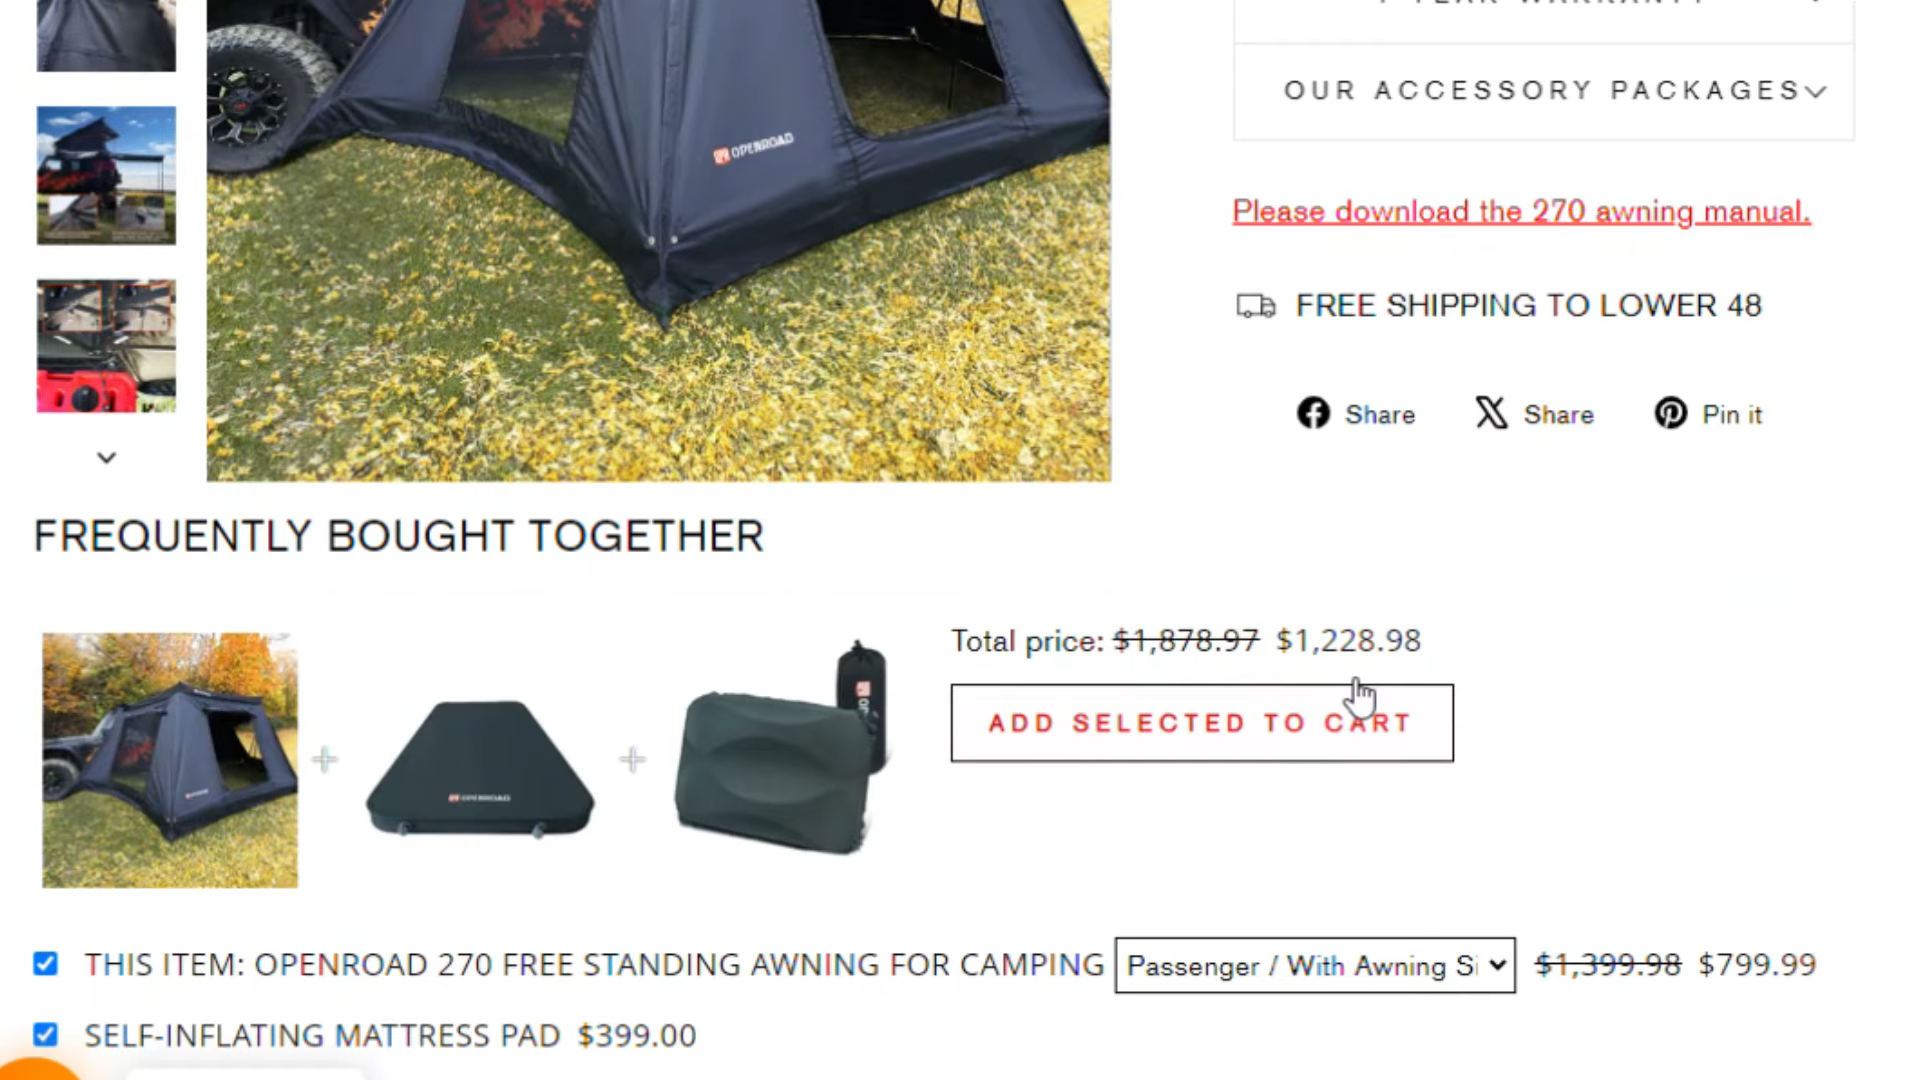 OUR ACCESSORY PACKAGES
OPENROAD
Please download the 270 awning manual.
FREE SHIPPING TO LOWER 48
Share
Share
Pin it
FREQUENTLY BOUGHT TOGETHER
Total price: $1,878.97 $1,228.98
OPENROAD
ADD SELECTED TO CART
THIS ITEM: OPENROAD 270 FREE STANDING AWNING FOR CAMPING Passenger / With Awning Si $1,399.98 $799.99
SELF-INFLATING MATTRESS PAD $399.00